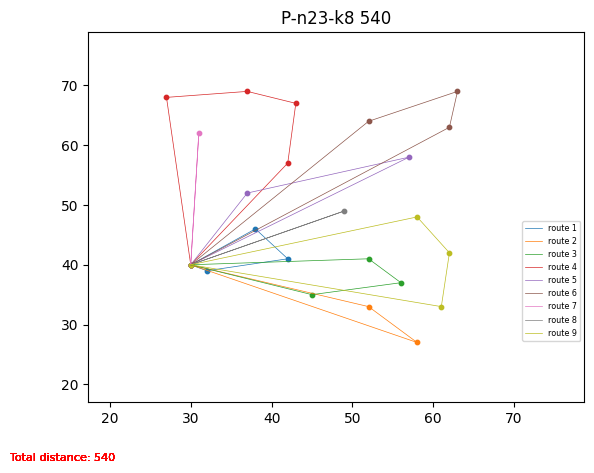 P-n23-k8 540
70
60
50
40
30
20
20 30 40 50 60 70
route 1
route 2
route 3
route 4
route 5
route 6
route 7
route 8
route 9
Total distance: 540